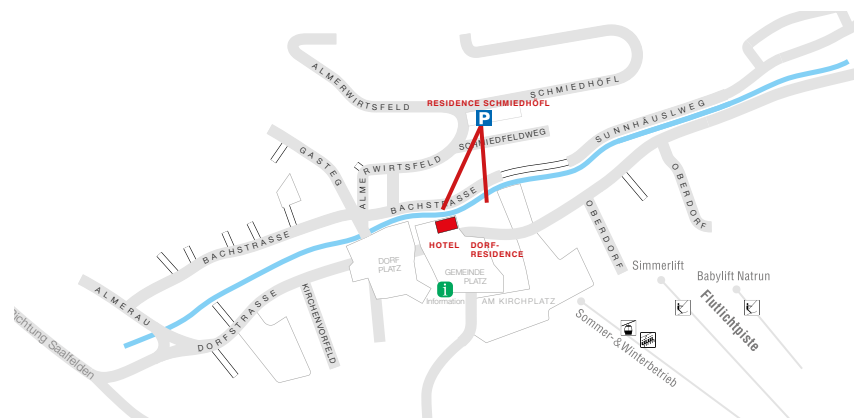 ALMERWIRTSFELD
SCHMIEDHÖFL
RESIDENCE SCHMIEDHÖFL
P
SUNNHÄUSLWEG
SCHMIEDFELDWEG
GASTEG
ALMERWIRTSFELD
OBERDORF
BACHSTRASSE
BACHSTRASSE
OBERDORF
HOTEL
DORF-
RESIDENCE
DORF
PLATZ
GEMEINDE
PLATZ
Simmerlift
Babylift Natrun
ALMERAU
KIRCHENVORFELD
i
Information
AM KIRCHPLATZ
Flutlichtpiste
DORFSTRASSE
Sommer-&Winterbetrieb
Richtung Saalfelden